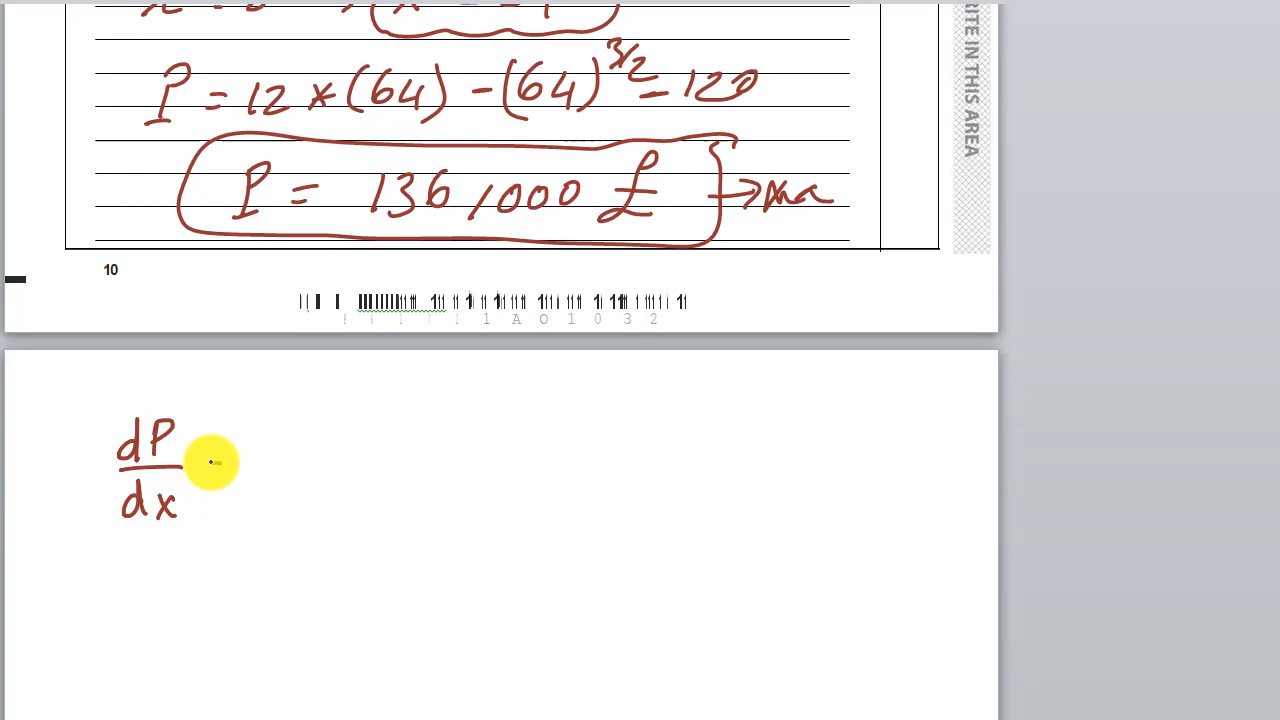 P = 12 * (64) - (64)^{3/2} - 120
P = 136,000 £
RITE IN THIS AREA
10
1 A 0 1 0 3 2
dP
dx